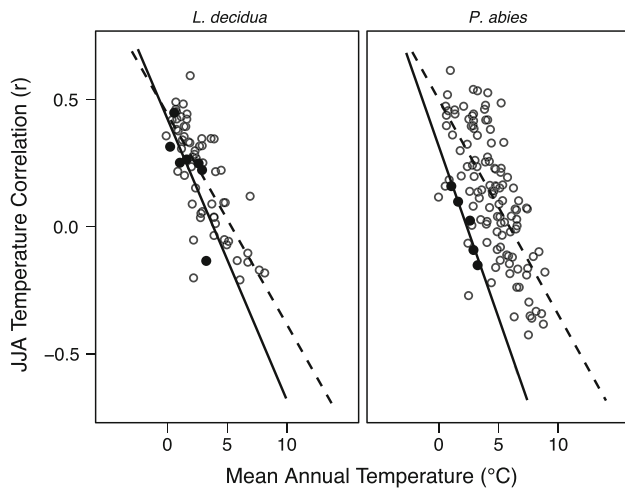 L. decidua
P. abies
JJA Temperature Correlation (r)
0.5
0.0
−0.5
0 5 10
0 5 10
Mean Annual Temperature (°C)